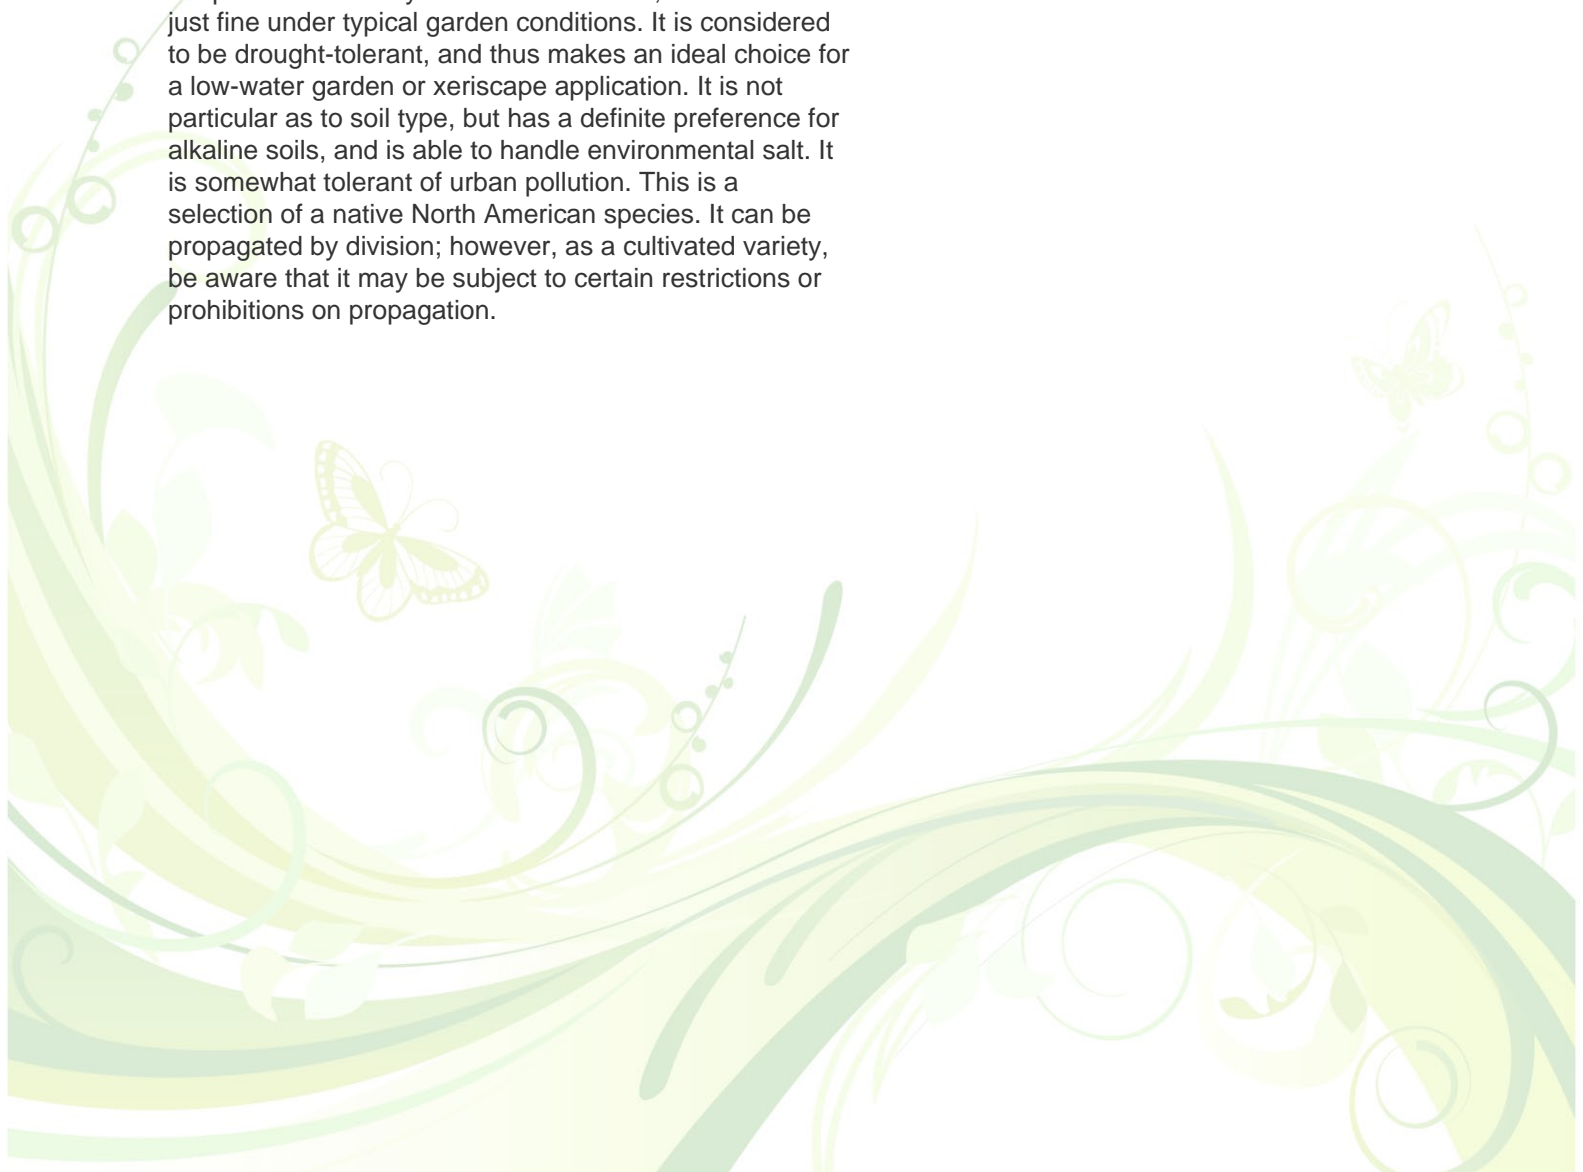 just fine under typical garden conditions. It is considered
to be drought-tolerant, and thus makes an ideal choice for
a low-water garden or xeriscape application. It is not
particular as to soil type, but has a definite preference for
alkaline soils, and is able to handle environmental salt. It
is somewhat tolerant of urban pollution. This is a
selection of a native North American species. It can be
propagated by division; however, as a cultivated variety,
be aware that it may be subject to certain restrictions or
prohibitions on propagation.